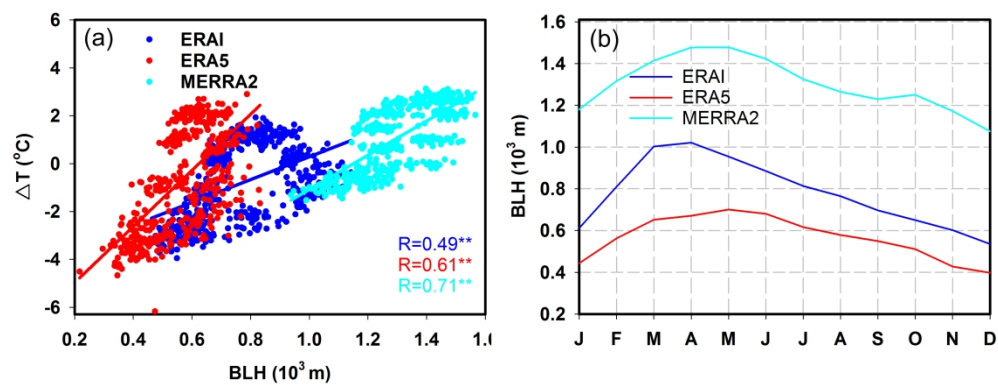 (a)
ERAI
ERA5
MERRA2
△T (°C)
6
4
2
0
-2
-4
-6
R=0.49**
R=0.61**
R=0.71**
0.2 0.4 0.6 0.8 1.0 1.2 1.4 1.6
BLH (10³ m)
(b)
ERAI
ERA5
MERRA2
BLH (10³ m)
1.6
1.4
1.2
1.0
0.8
0.6
0.4
0.2
J F M A M J J A S O N D